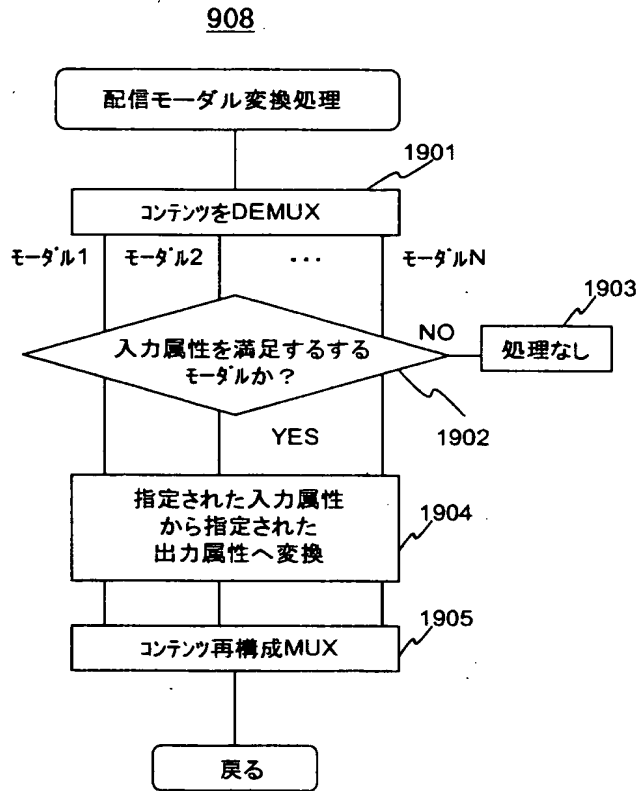 908
配信モーダル変換処理
1901
コンテンツをDEMUX
モーダル1 モーダル2 ・・・ モーダルN
1903
入力属性を満足するする
モーダルか？
NO
処理なし
1902
YES
指定された入力属性
から指定された
出力属性へ変換
1904
1905
コンテンツ再構成MUX
戻る